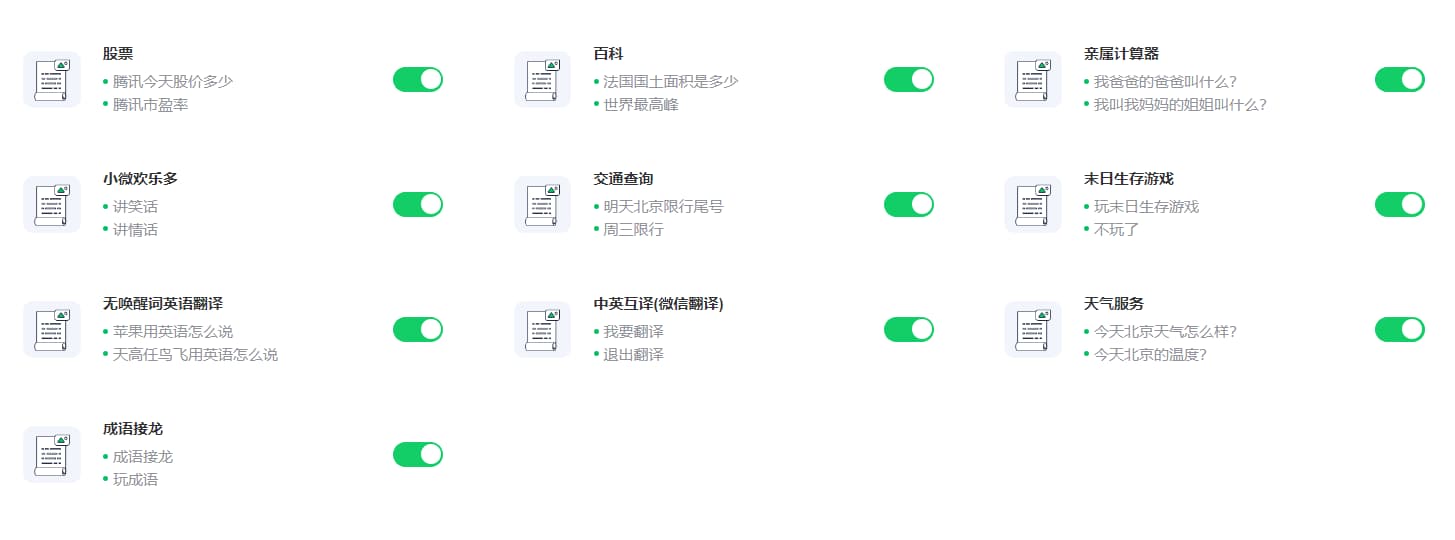 股票
腾讯今天股价多少
腾讯市盈率
百科
法国国土面积是多少
世界最高峰
亲属计算器
我爸爸的爸爸叫什么?
我叫我妈妈的姐姐叫什么?
小微欢乐多
讲笑话
讲情话
交通查询
明天北京限行尾号
周三限行
末日生存游戏
玩末日生存游戏
不玩了
无唤醒词英语翻译
苹果用英语怎么说
天高任鸟飞用英语怎么说
中英互译(微信翻译)
我要翻译
退出翻译
天气服务
今天北京天气怎么样?
今天北京的温度?
成语接龙
成语接龙
玩成语